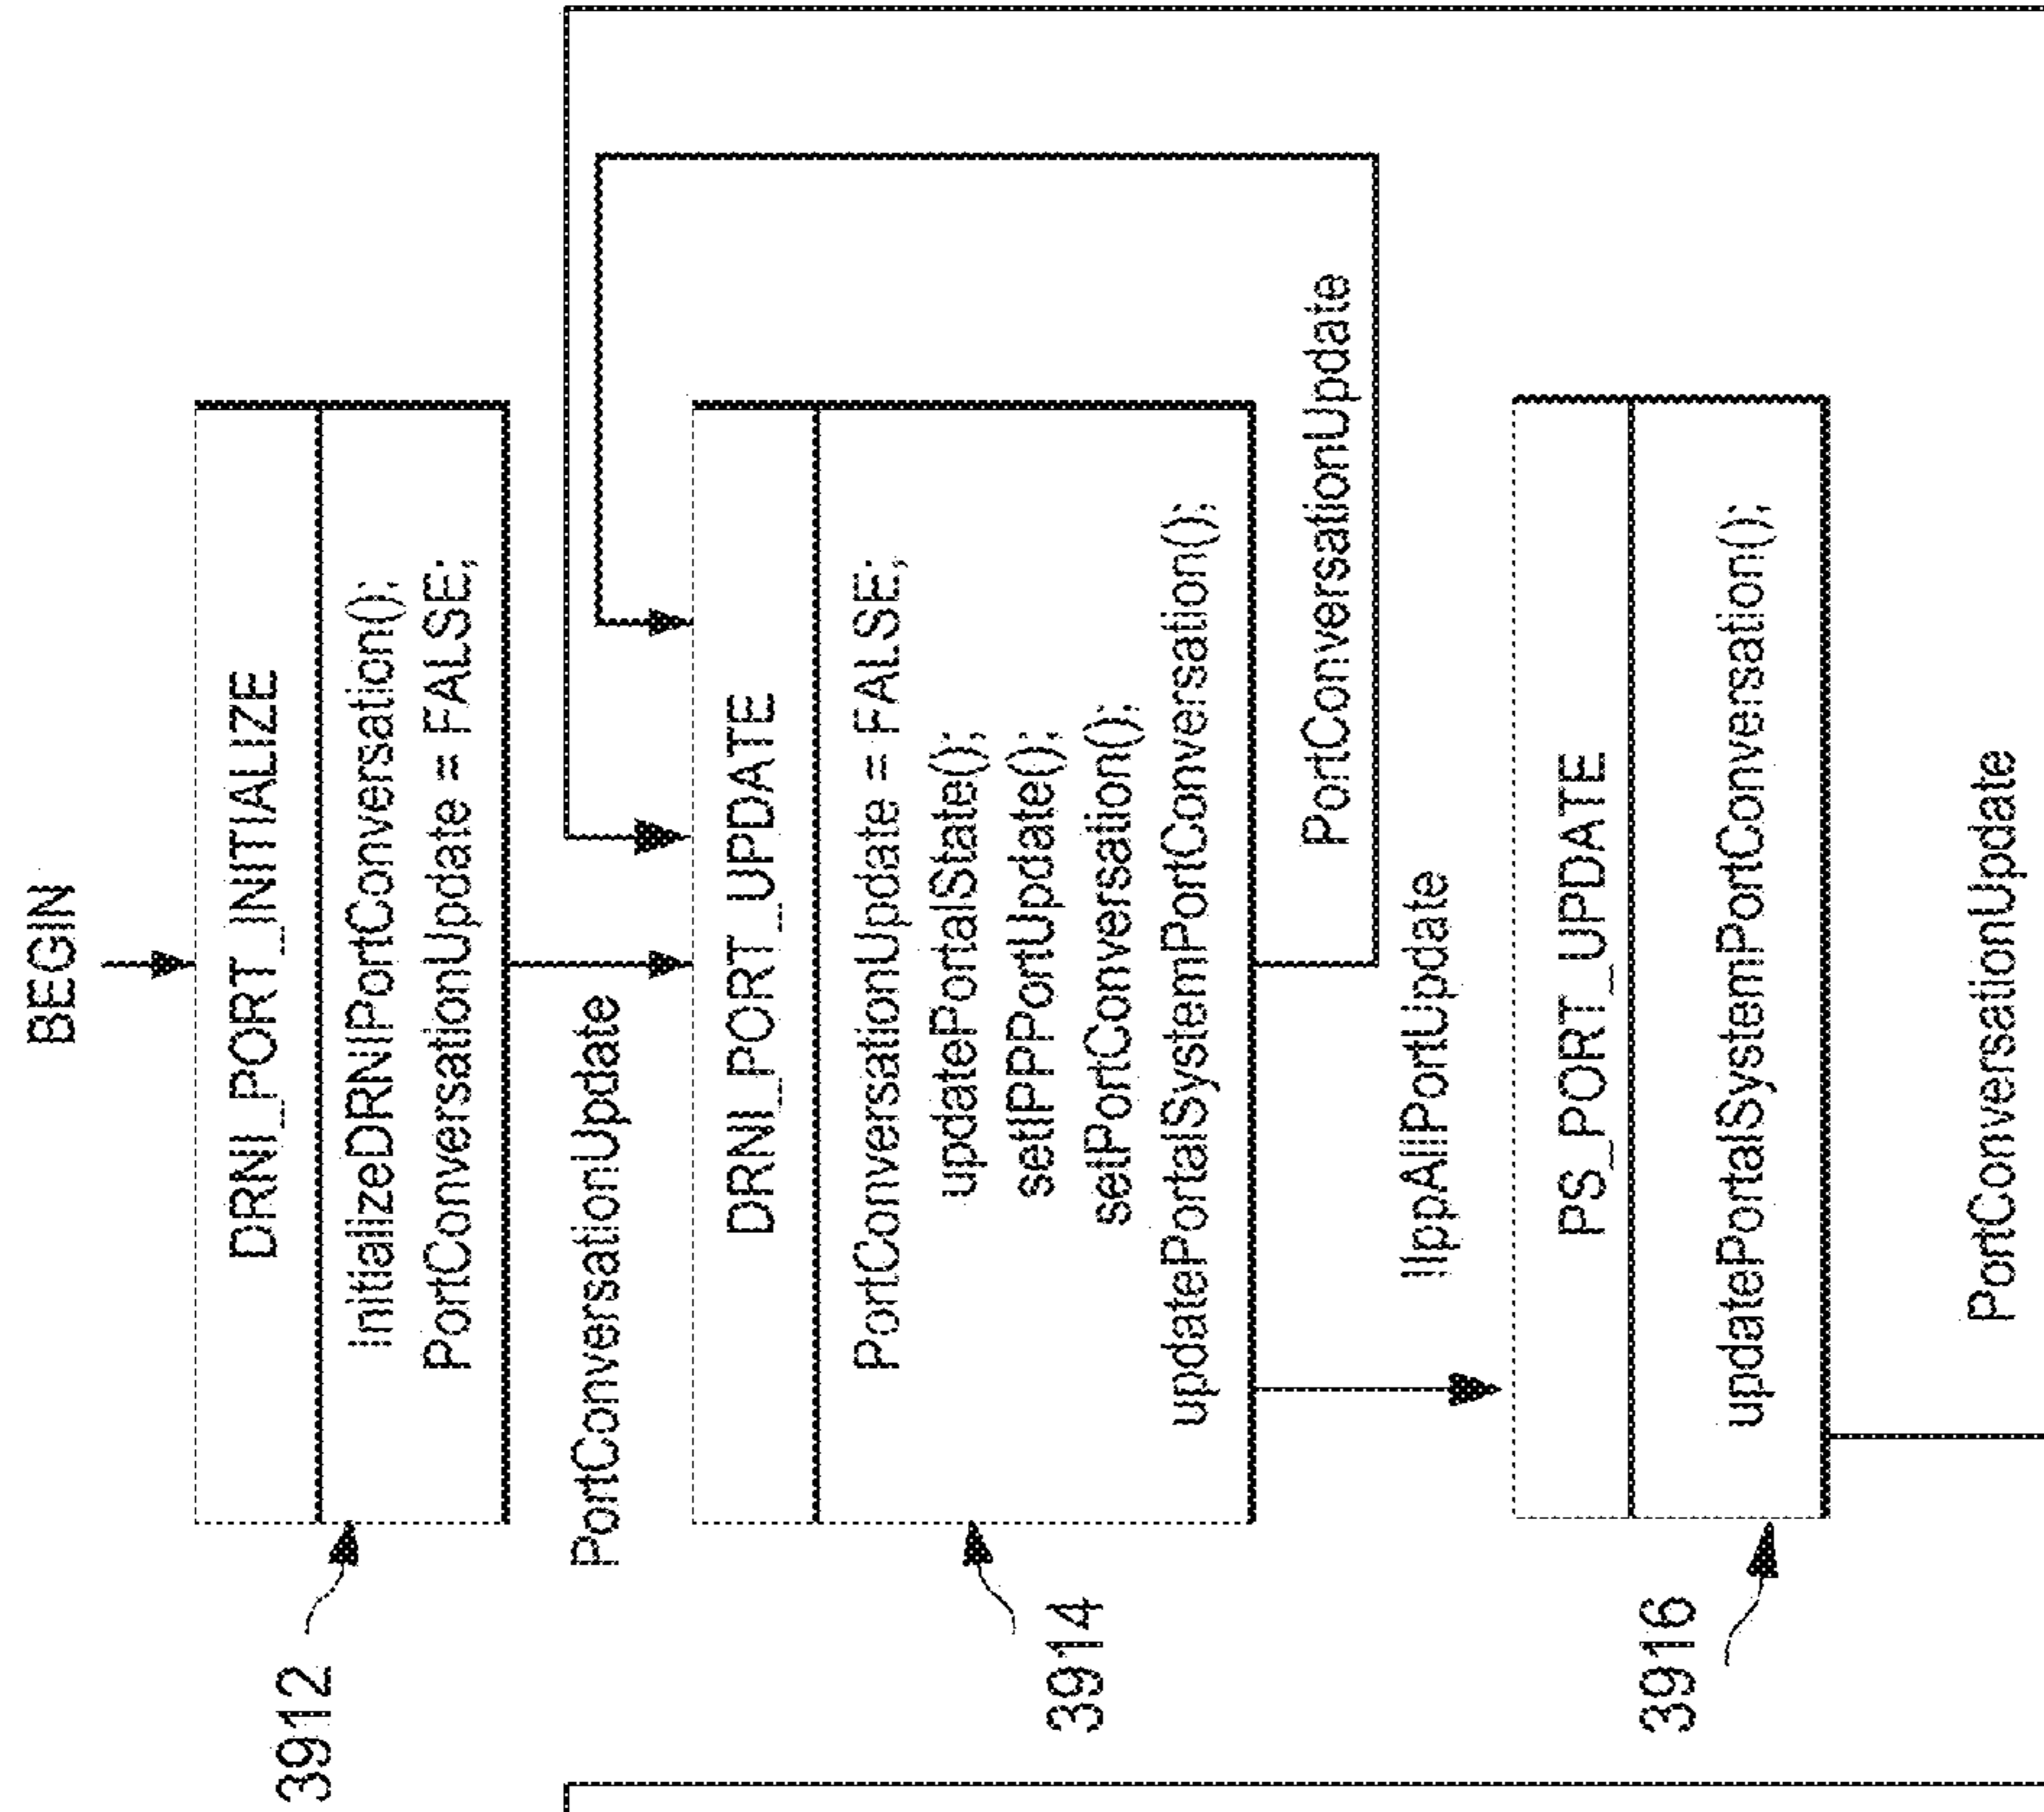 BEGIN
DRNI_PORT_INITIALIZE
initializeDRNIPortConversation();
PortConversationUpdate = FALSE;
3912
PortConversationUpdate
DRNI_PORT_UPDATE
PortConversationUpdate = FALSE;
updatePortalState();
setIPPPortUpdate();
setPortConversation();
updatePortalSystemPortConversation();
3914
PortConversationUpdate
IppAllPortUpdate
PS_PORT_UPDATE
updatePortalSystemPortConversation();
3916
PortConversationUpdate